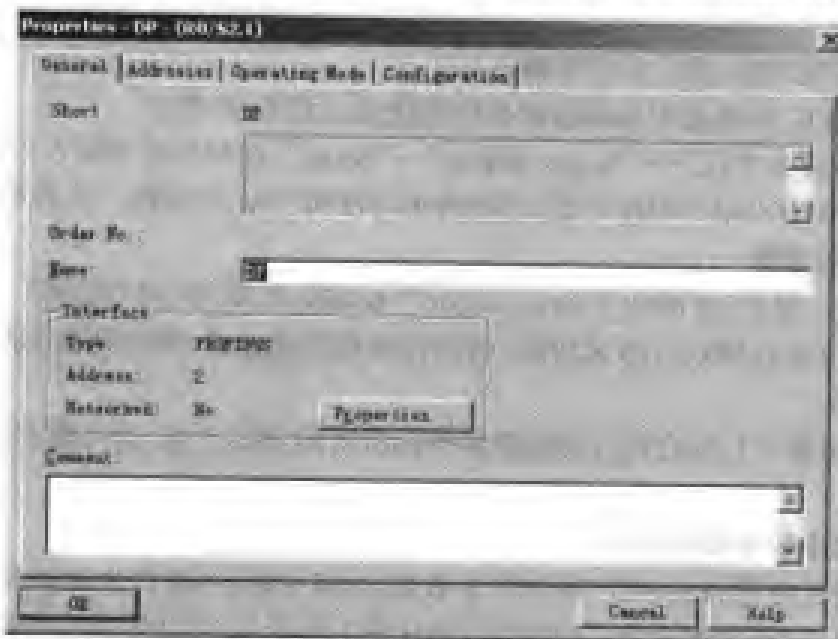 Properties - DP - (R0/S2.1)
General Addresses Operating Mode Configuration
Short DP
Order No.:
Name: DP
Interface
Type: PROFIBUS
Address: 2
Networked: No Properties
Comment:
OK Cancel Help